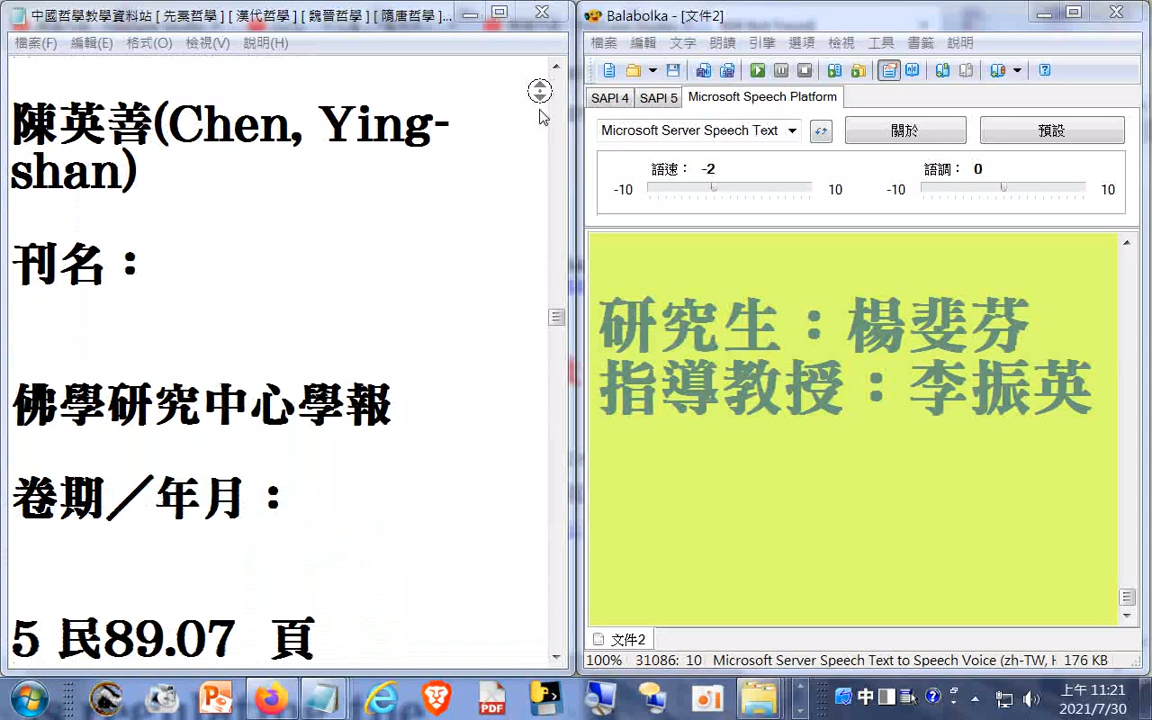 中國哲學教學資料站 [ 先秦哲學 ] [ 漢代哲學 ] [ 魏晉哲學 ] [ 隋唐哲學 ]...
檔案(F) 編輯(E) 格式(O) 檢視(V) 說明(H)
陳英善(Chen, Ying-
shan)
刊名：
佛學研究中心學報
卷期／年月：
5 民89.07 頁
Balabolka - [文件2]
檔案 編輯 文字 朗讀 引擎 選項 檢視 工具 書籤 說明
SAPI 4 SAPI 5 Microsoft Speech Platform
Microsoft Server Speech Text 關於 預設
語速： -2 語調： 0
-10 10 -10 10
研究生：楊斐芬
指導教授：李振英
文件2
100% 31086: 10 Microsoft Server Speech Text to Speech Voice (zh-TW, H 176 KB
PDF 中 上午 11:21
2021/7/30